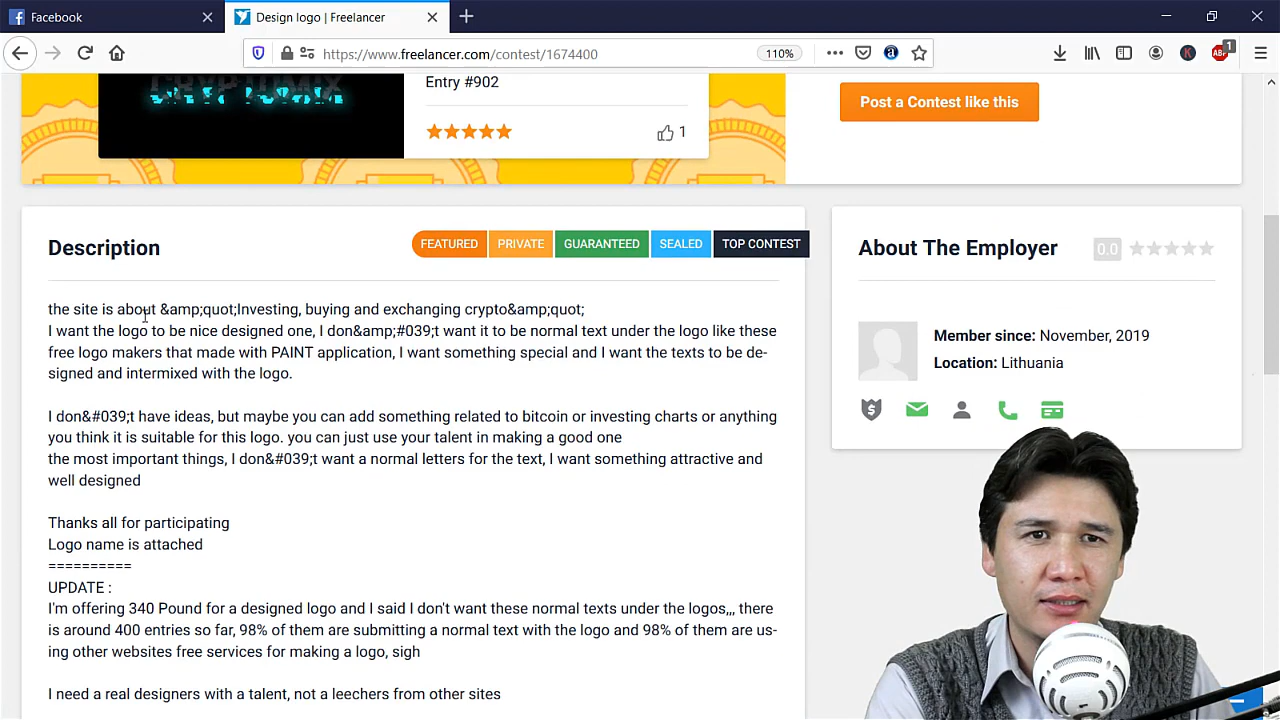 Facebook
Design logo | Freelancer
https://www.freelancer.com/contest/1674400
110%
1
CRYPTOMIX
Entry #902
1
Post a Contest like this
Description
FEATURED
PRIVATE
GUARANTEED
SEALED
TOP CONTEST
About The Employer
0.0
the site is about &amp;quot;Investing, buying and exchanging crypto&amp;quot;
I want the logo to be nice designed one, I don&amp;#039;t want it to be normal text under the logo like these
free logo makers that made with PAINT application, I want something special and I want the texts to be de-
signed and intermixed with the logo.
Member since: November, 2019
Location: Lithuania
I don&#039;t have ideas, but maybe you can add something related to bitcoin or investing charts or anything
you think it is suitable for this logo. you can just use your talent in making a good one
the most important things, I don&#039;t want a normal letters for the text, I want something attractive and
well designed
Thanks all for participating
Logo name is attached
==========
UPDATE :
I'm offering 340 Pound for a designed logo and I said I don't want these normal texts under the logos,,, there
is around 400 entries so far, 98% of them are submitting a normal text with the logo and 98% of them are us-
ing other websites free services for making a logo, sigh
I need a real designers with a talent, not a leechers from other sites